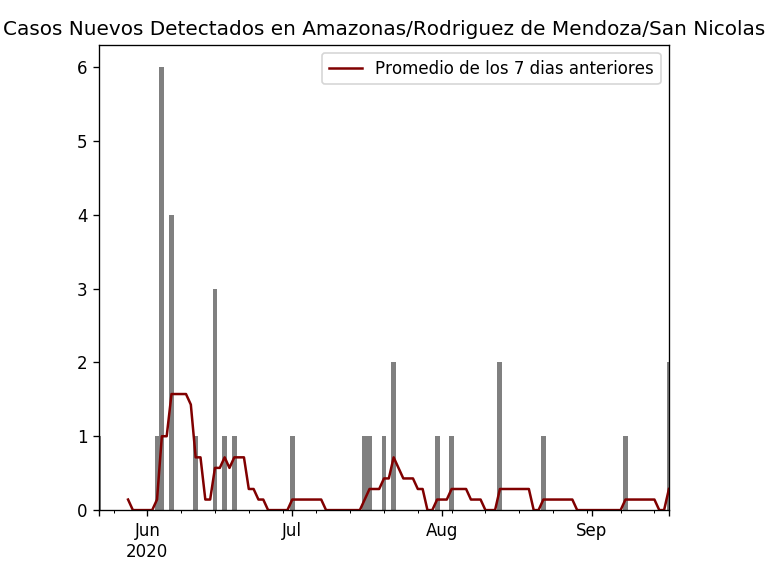 Casos Nuevos Detectados en Amazonas/Rodriguez de Mendoza/San Nicolas
Promedio de los 7 dias anteriores
6
5
4
3
2
1
0
Jun Jul Aug Sep
2020